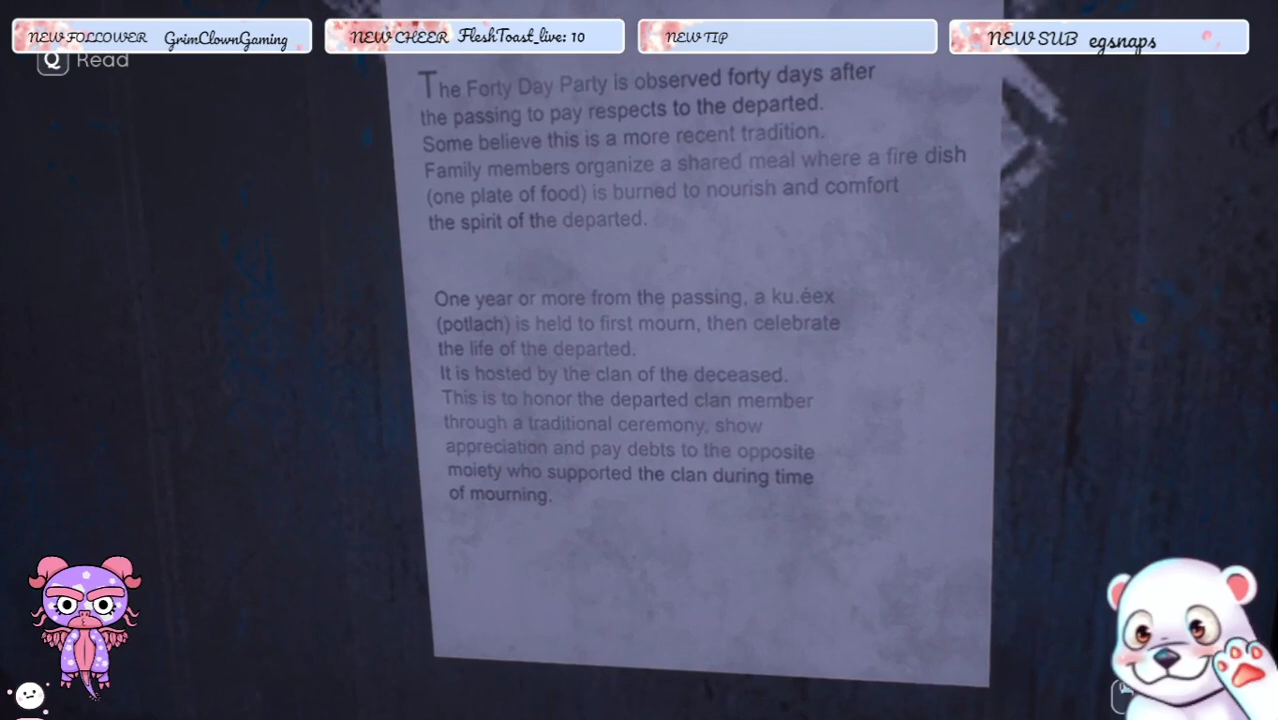 NEW FOLLOWER GrimClownGaming
NEW CHEER FleshToast_live: 10
NEW TIP
NEW SUB egsnaps
Q Read
The Forty Day Party is observed forty days after
the passing to pay respects to the departed.
Some believe this is a more recent tradition.
Family members organize a shared meal where a fire dish
(one plate of food) is burned to nourish and comfort
the spirit of the departed.
One year or more from the passing, a ku.éex
(potlach) is held to first mourn, then celebrate
the life of the departed.
It is hosted by the clan of the deceased.
This is to honor the departed clan member
through a traditional ceremony, show
appreciation and pay debts to the opposite
moiety who supported the clan during time
of mourning.